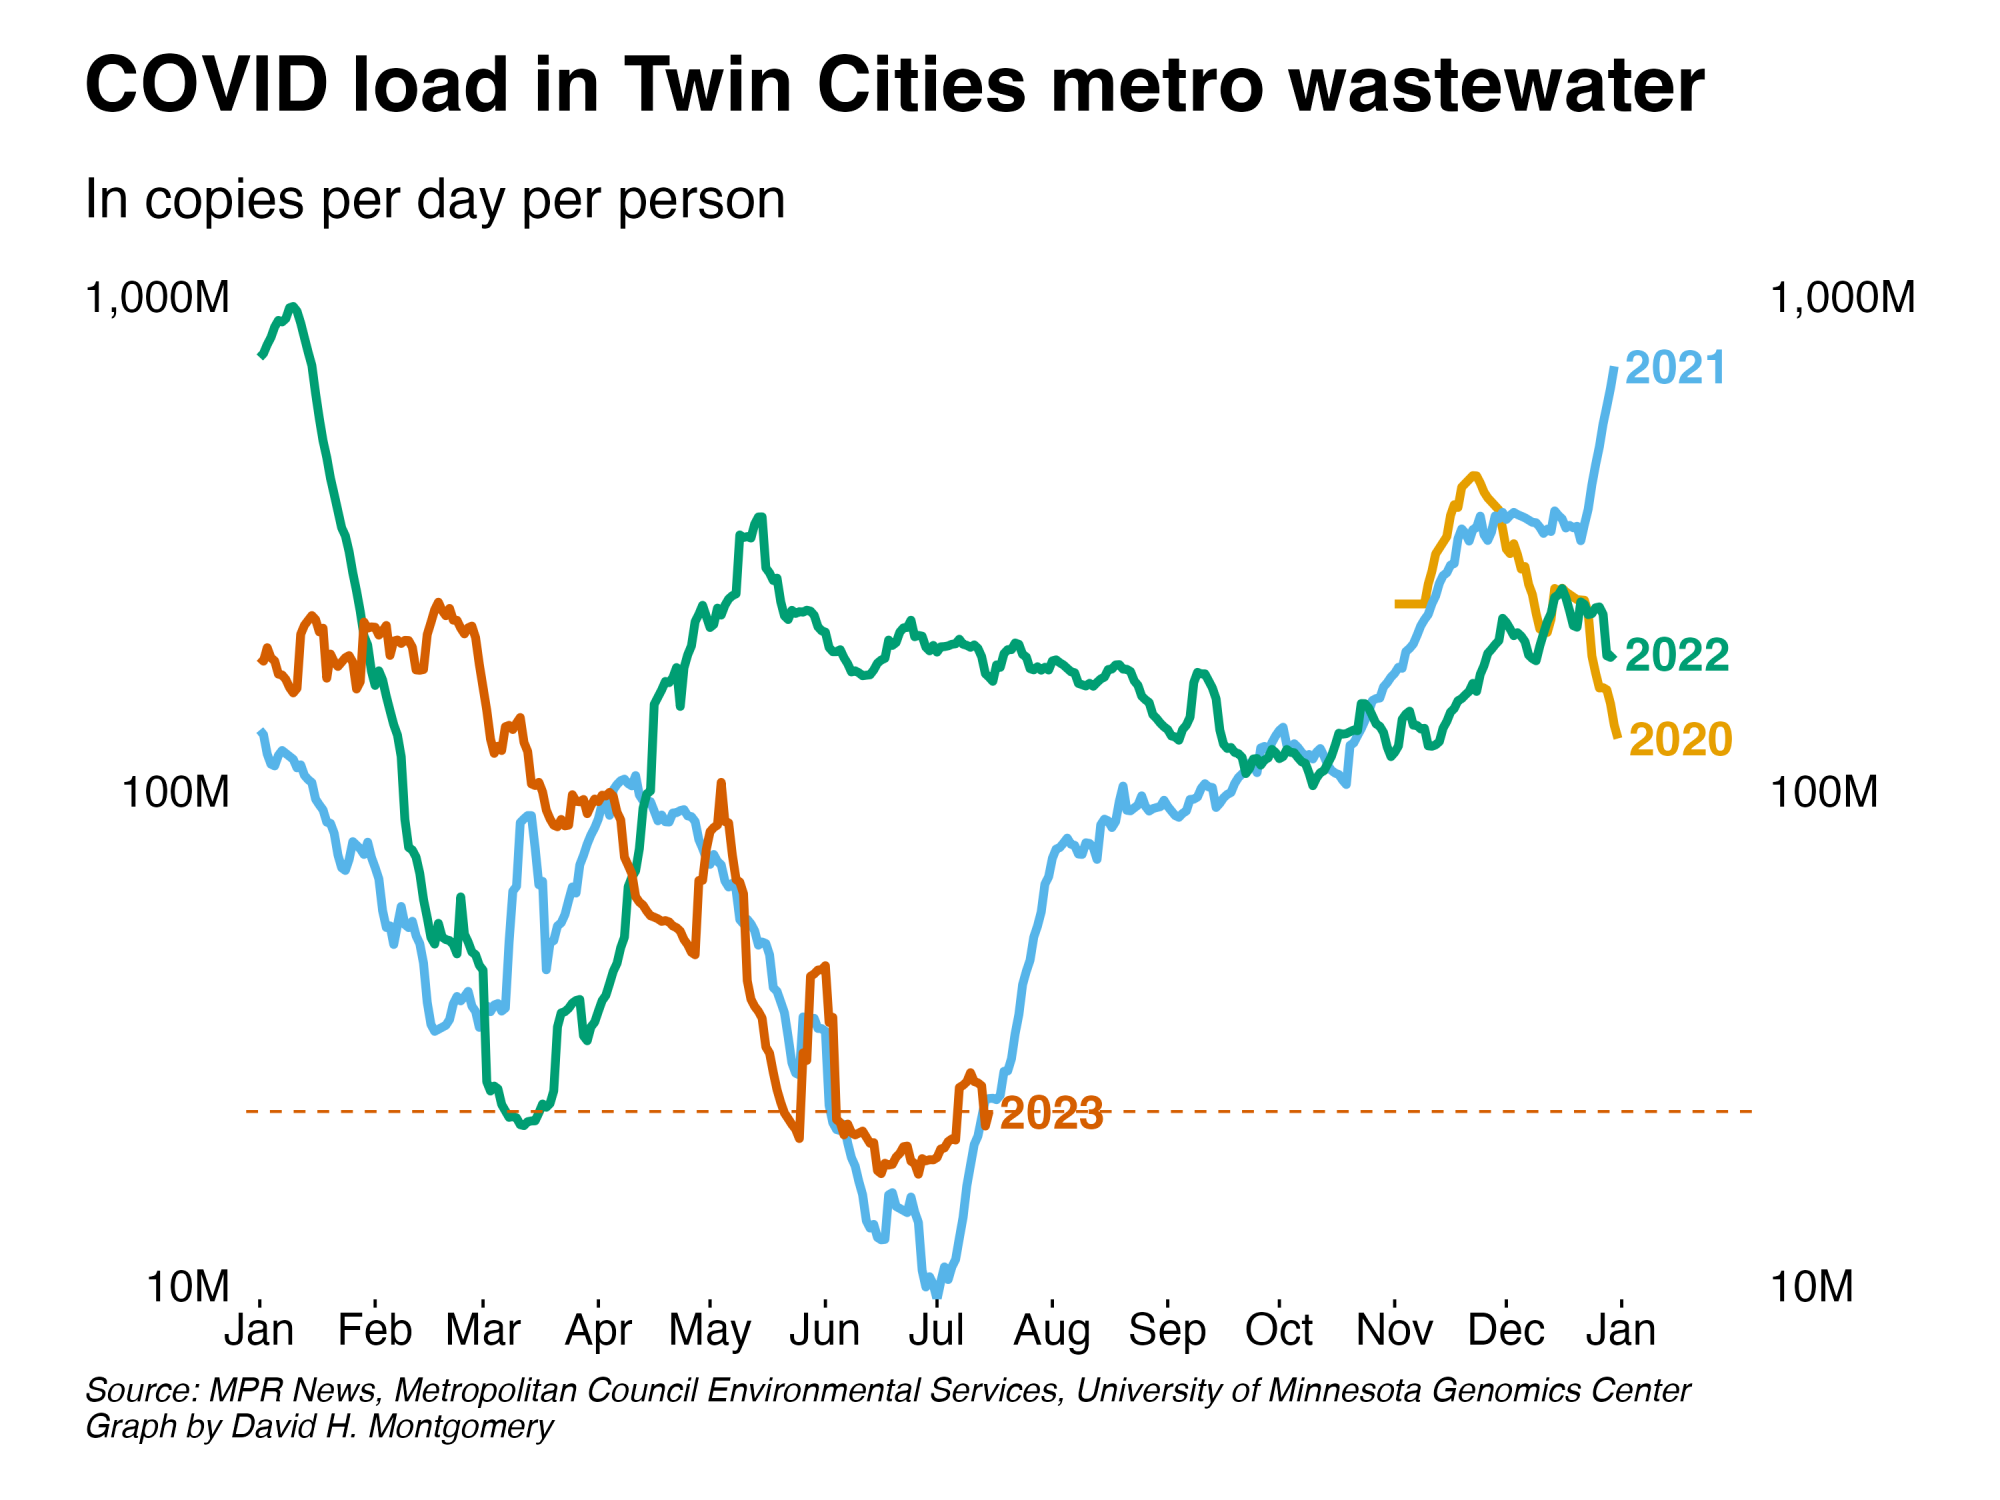 COVID load in Twin Cities metro wastewater
In copies per day per person
1,000M 1,000M
2021
2022
2020
100M 100M
2023
10M 10M
Jan Feb Mar Apr May Jun Jul Aug Sep Oct Nov Dec Jan
Source: MPR News, Metropolitan Council Environmental Services, University of Minnesota Genomics Center
Graph by David H. Montgomery